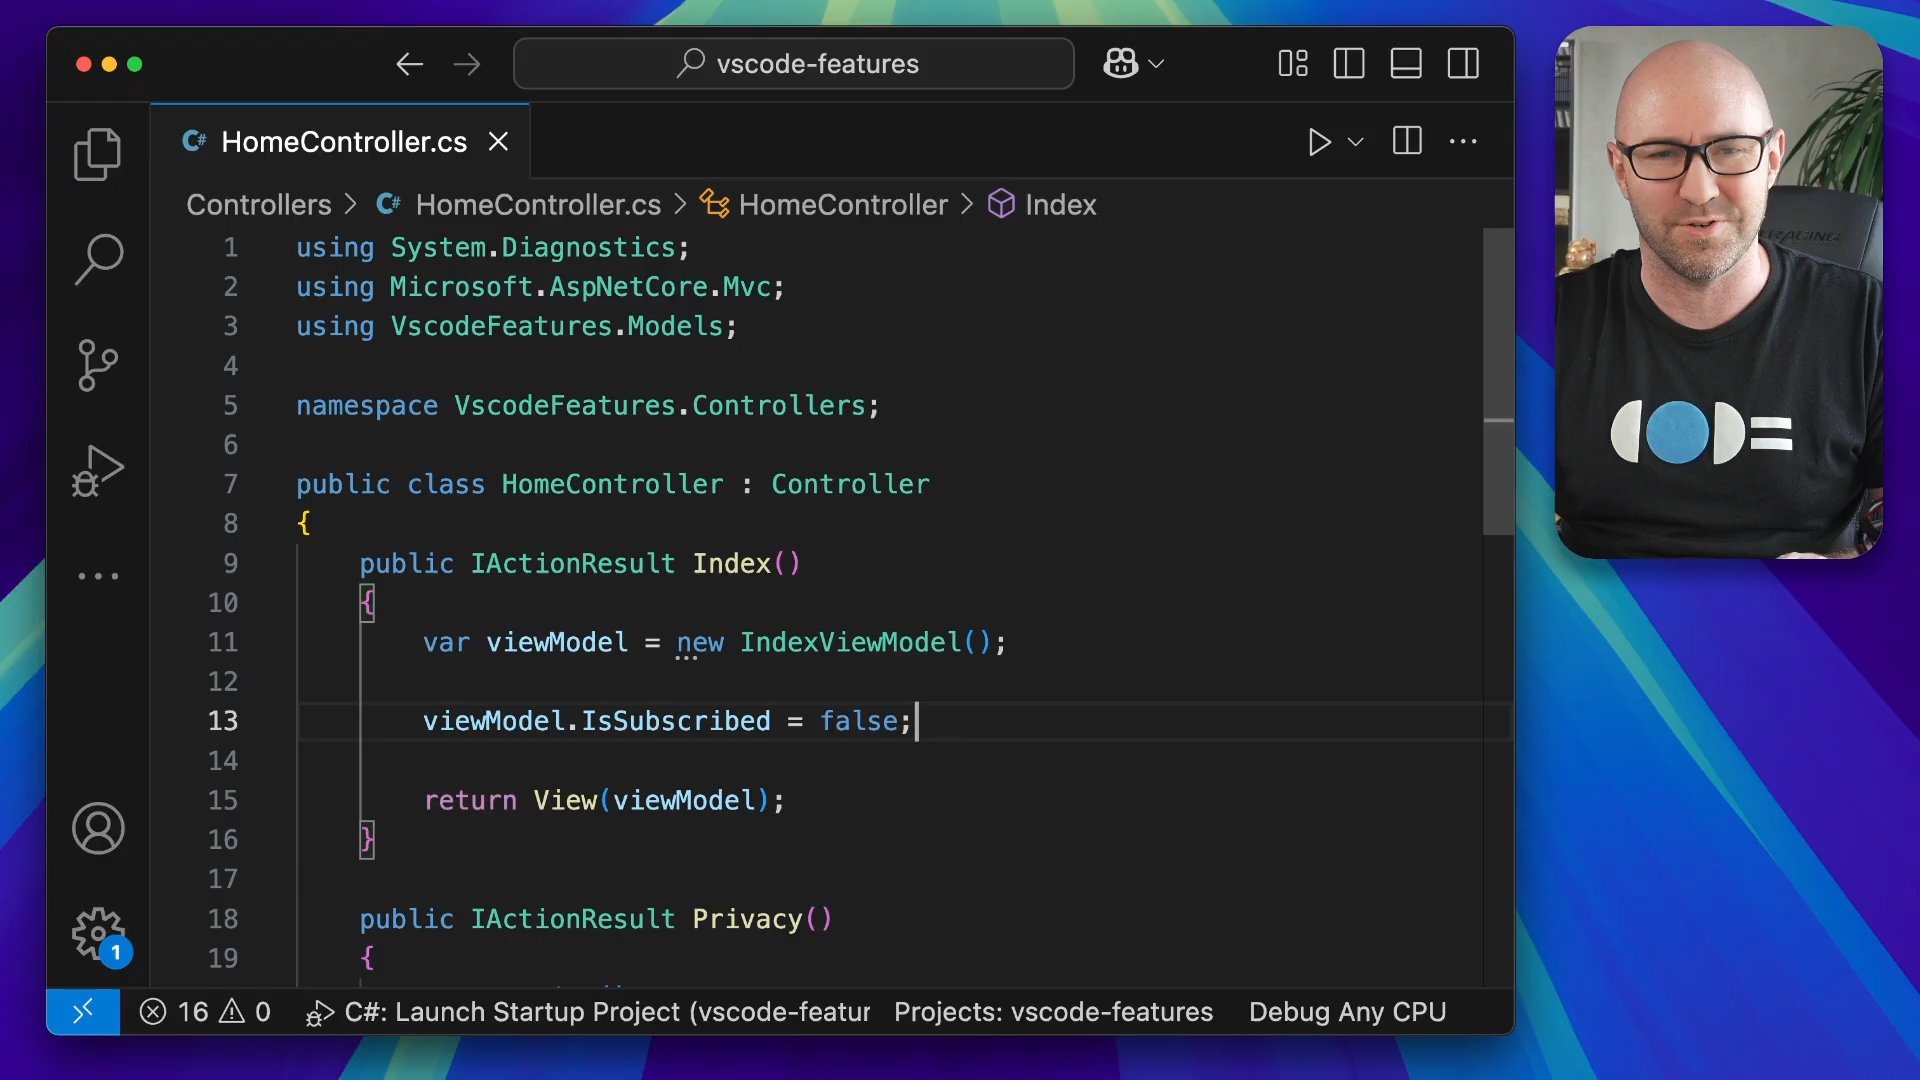 vscode-features
C# HomeController.cs
Controllers > C# HomeController.cs > HomeController > Index
1 using System.Diagnostics;
2 using Microsoft.AspNetCore.Mvc;
3 using VscodeFeatures.Models;
4
5 namespace VscodeFeatures.Controllers;
6
7 public class HomeController : Controller
8 {
9 public IActionResult Index()
10 {
11 var viewModel = new IndexViewModel();
12
13 viewModel.IsSubscribed = false;
14
15 return View(viewModel);
16 }
17
18 public IActionResult Privacy()
19 {
1
16 0 C#: Launch Startup Project (vscode-featur Projects: vscode-features Debug Any CPU
RACING